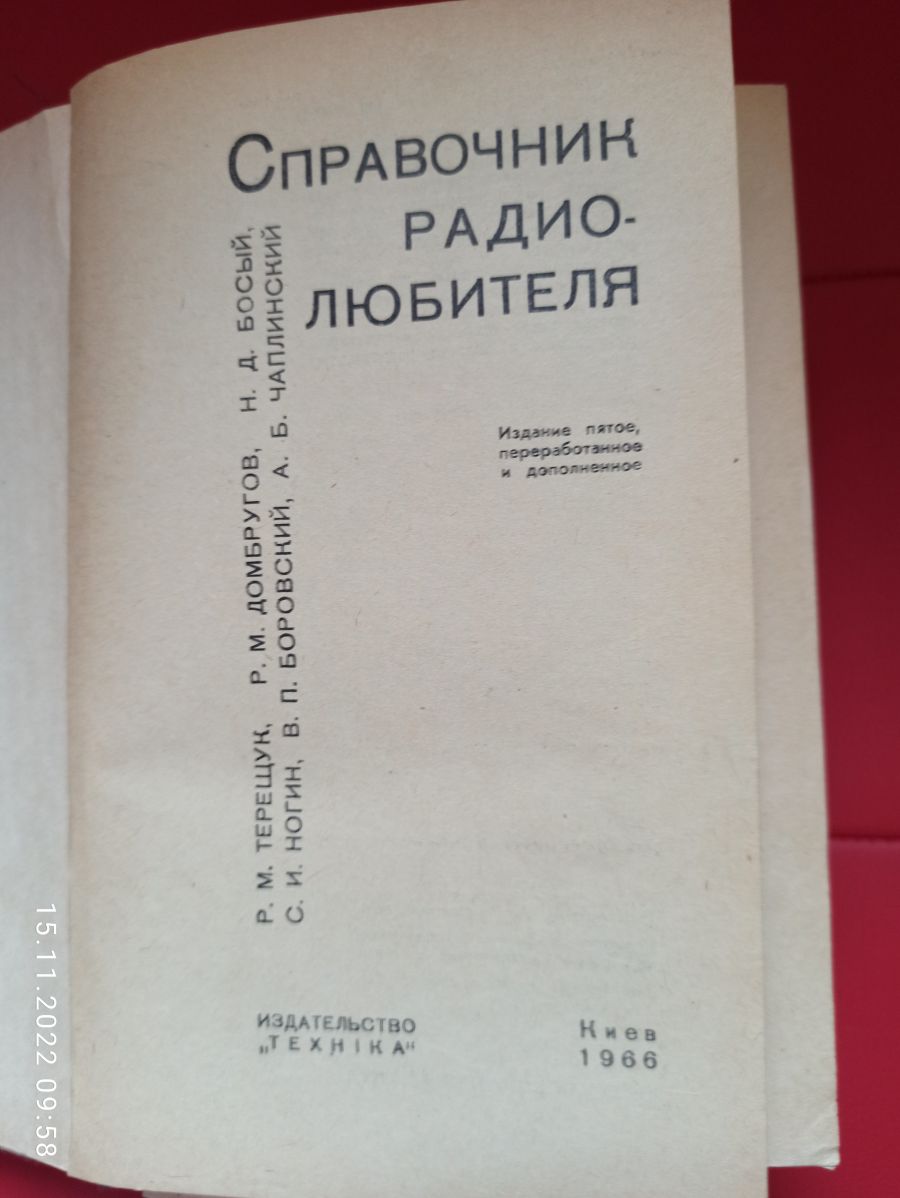 СПРАВОЧНИК
РАДИО-
ЛЮБИТЕЛЯ
Р. М. ТЕРЕЩУК, Р. М. ДОМБРУГОВ, Н. Д. БОСЫЙ,
С. И. НОГИН, В. П. БОРОВСКИЙ, А. Б. ЧАПЛИНСКИЙ
Издание пятое,
переработанное
и дополненное
ИЗДАТЕЛЬСТВО
„ТЕХНІКА“
Киев
1966
15.11.2022 09:58